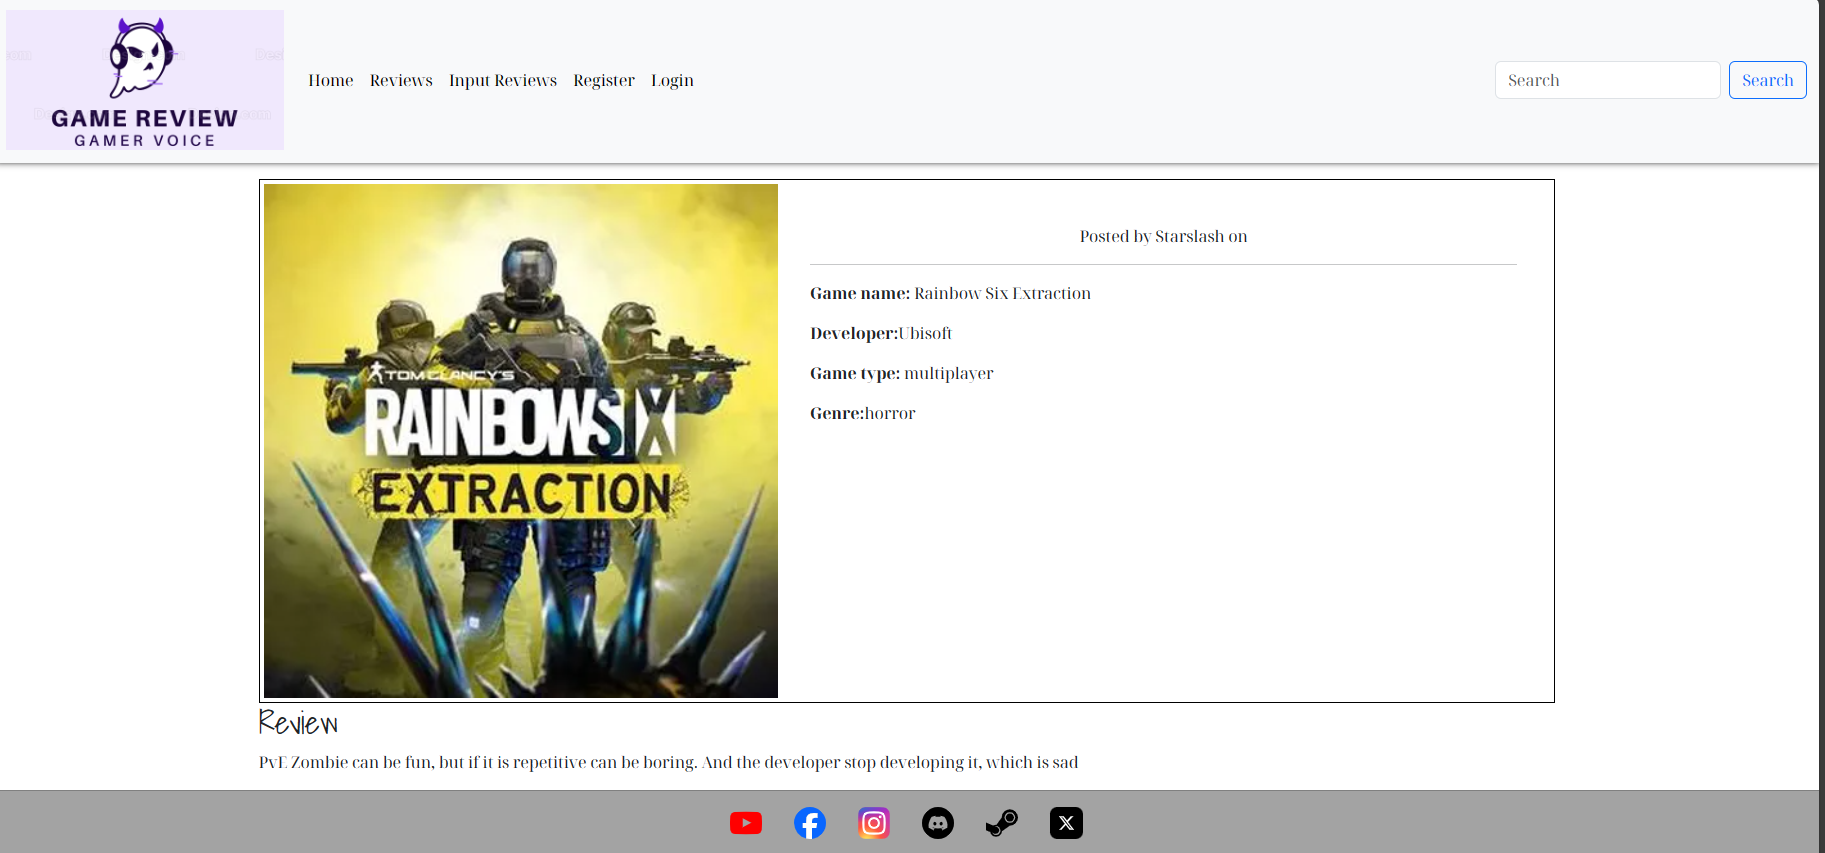 GAME REVIEW
GAMER VOICE
Home Reviews Input Reviews Register Login
Search Search
Posted by Starslash on
Game name: Rainbow Six Extraction
Developer:Ubisoft
Game type: multiplayer
Genre:horror
TOM CLANCY'S
RAINBOW SIX
EXTRACTION
Review
PvE Zombie can be fun, but if it is repetitive can be boring. And the developer stop developing it, which is sad